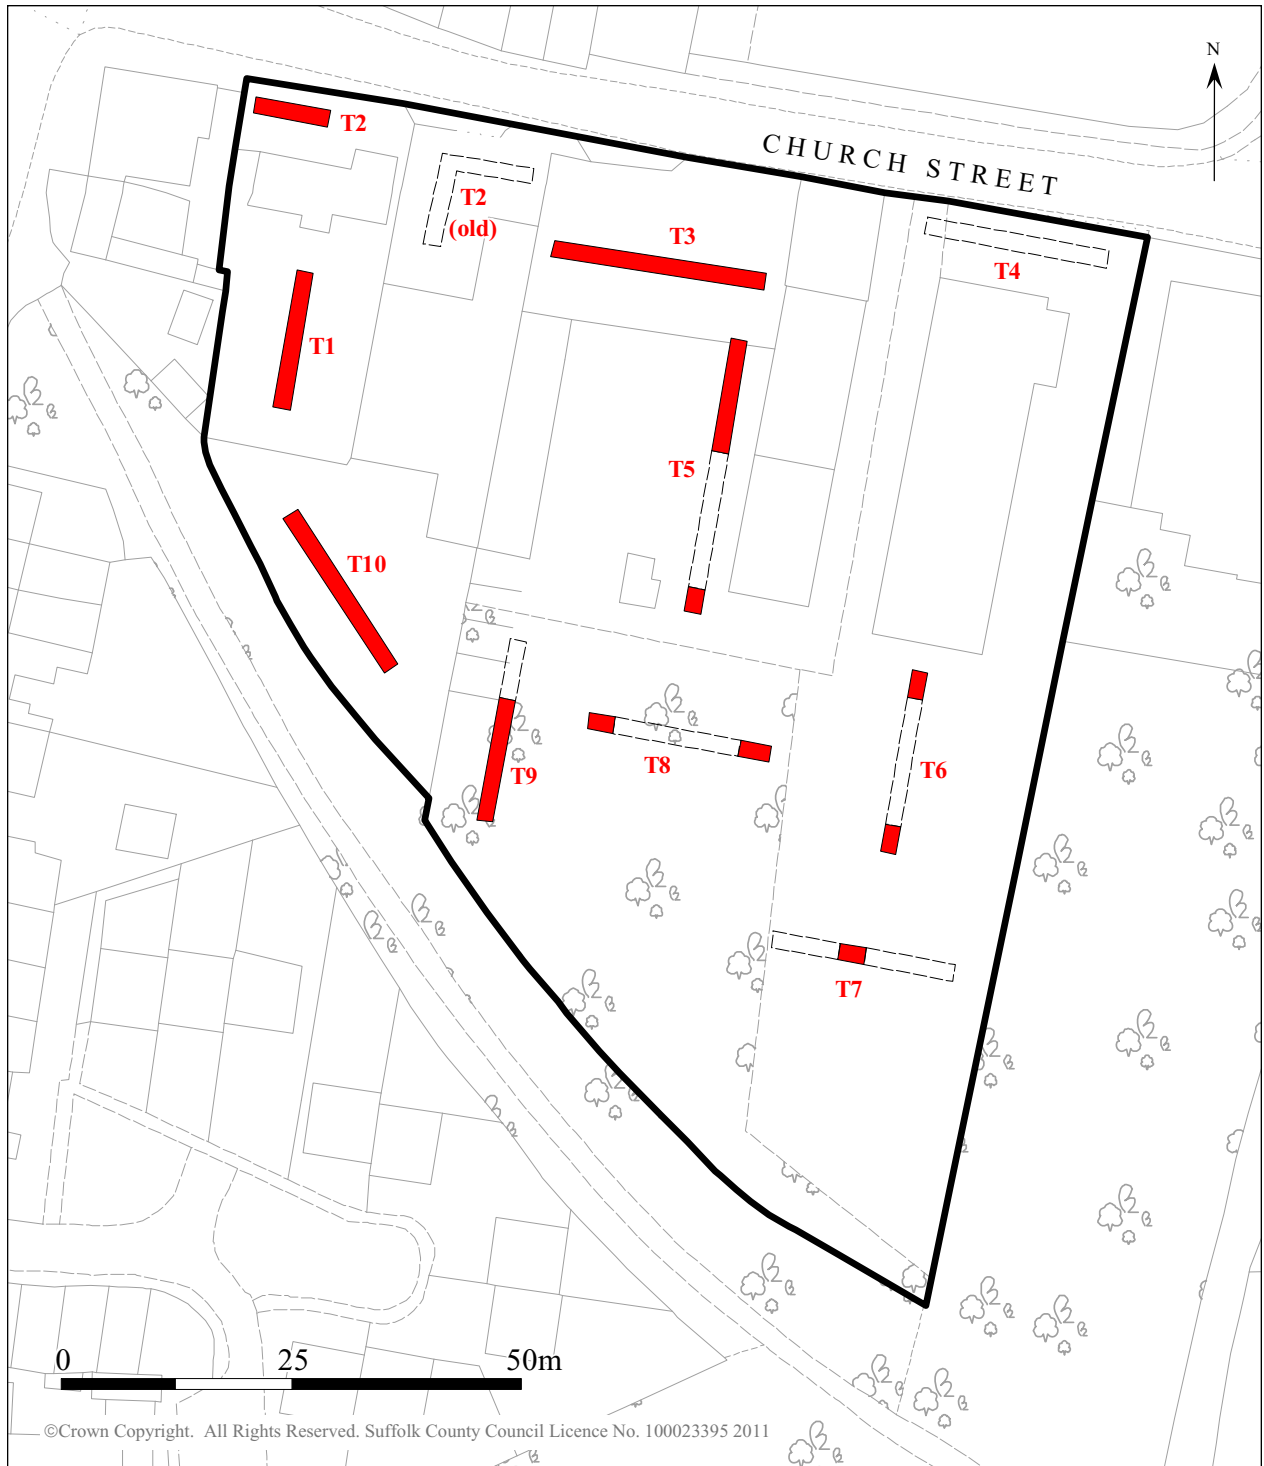 N
CHURCH STREET
T2
T2
(old)
T3
T4
T1
T5
T10
T9
T8
T6
T7
0 25 50m
©Crown Copyright. All Rights Reserved. Suffolk County Council Licence No. 100023395 2011